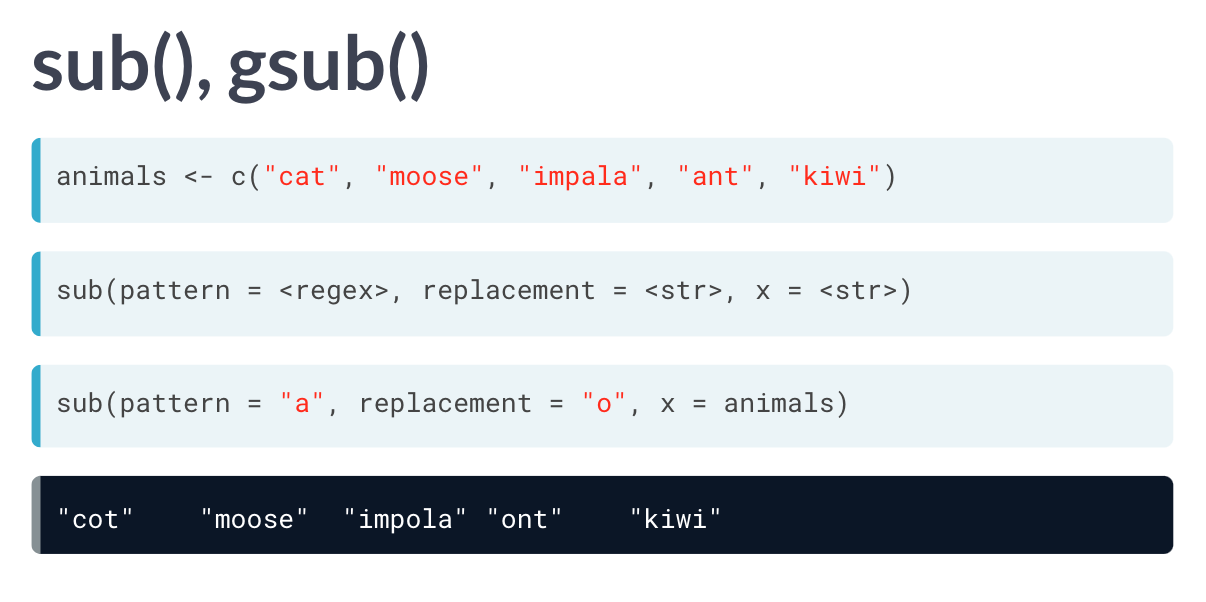 sub(), gsub()
animals <- c("cat", "moose", "impala", "ant", "kiwi")
sub(pattern = <regex>, replacement = <str>, x = <str>)
sub(pattern = "a", replacement = "o", x = animals)
"cot"    "moose"  "impola" "ont"    "kiwi"